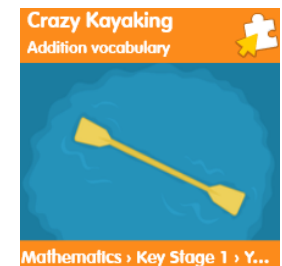 Crazy Kayaking
Addition vocabulary
Mathematics › Key Stage 1 › Y...